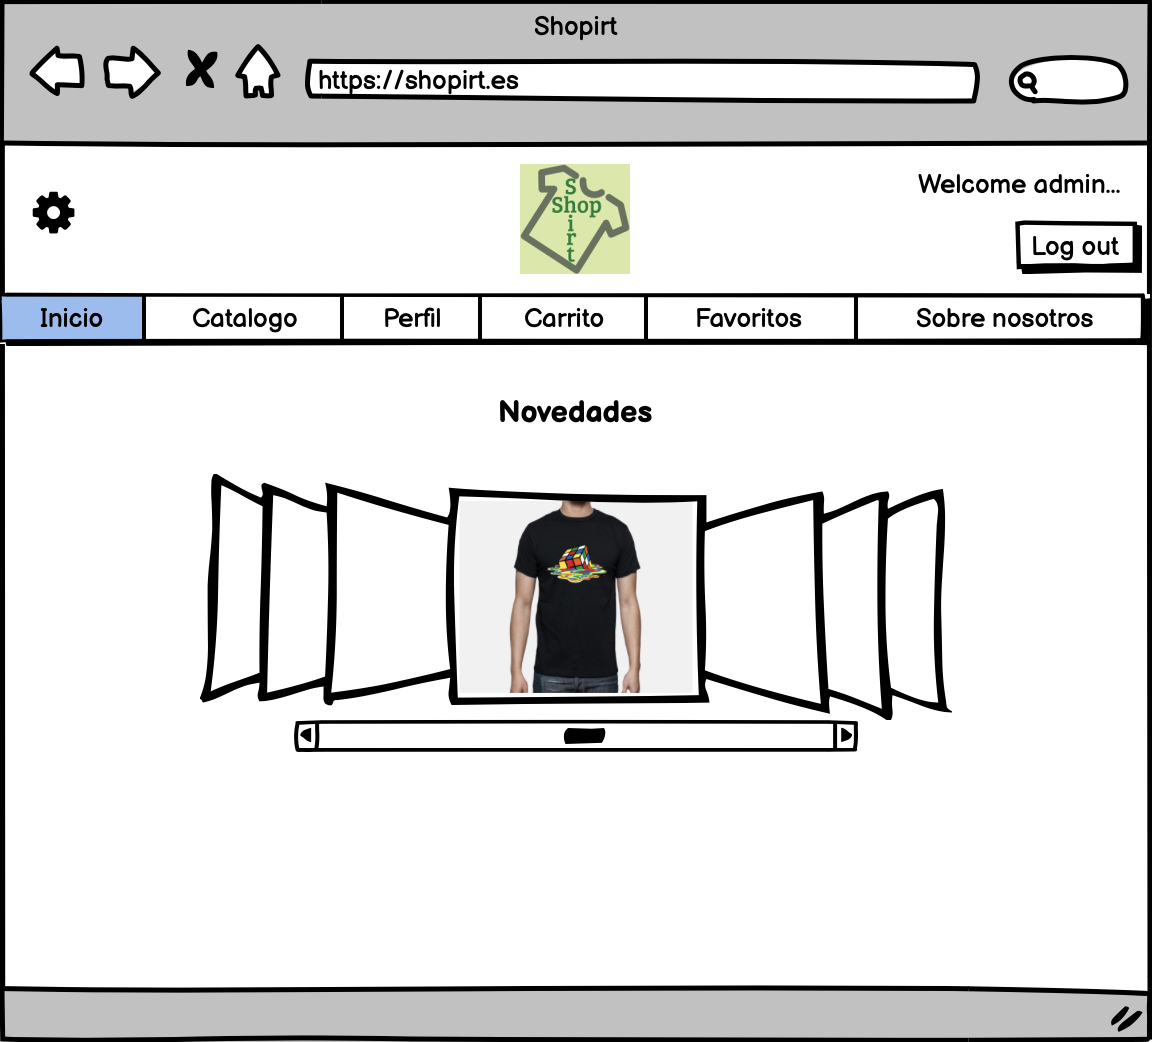 Shopirt
https://shopirt.es
S
Shop
i
r
t
Welcome admin...
Log out
Inicio
Catalogo
Perfil
Carrito
Favoritos
Sobre nosotros
Novedades